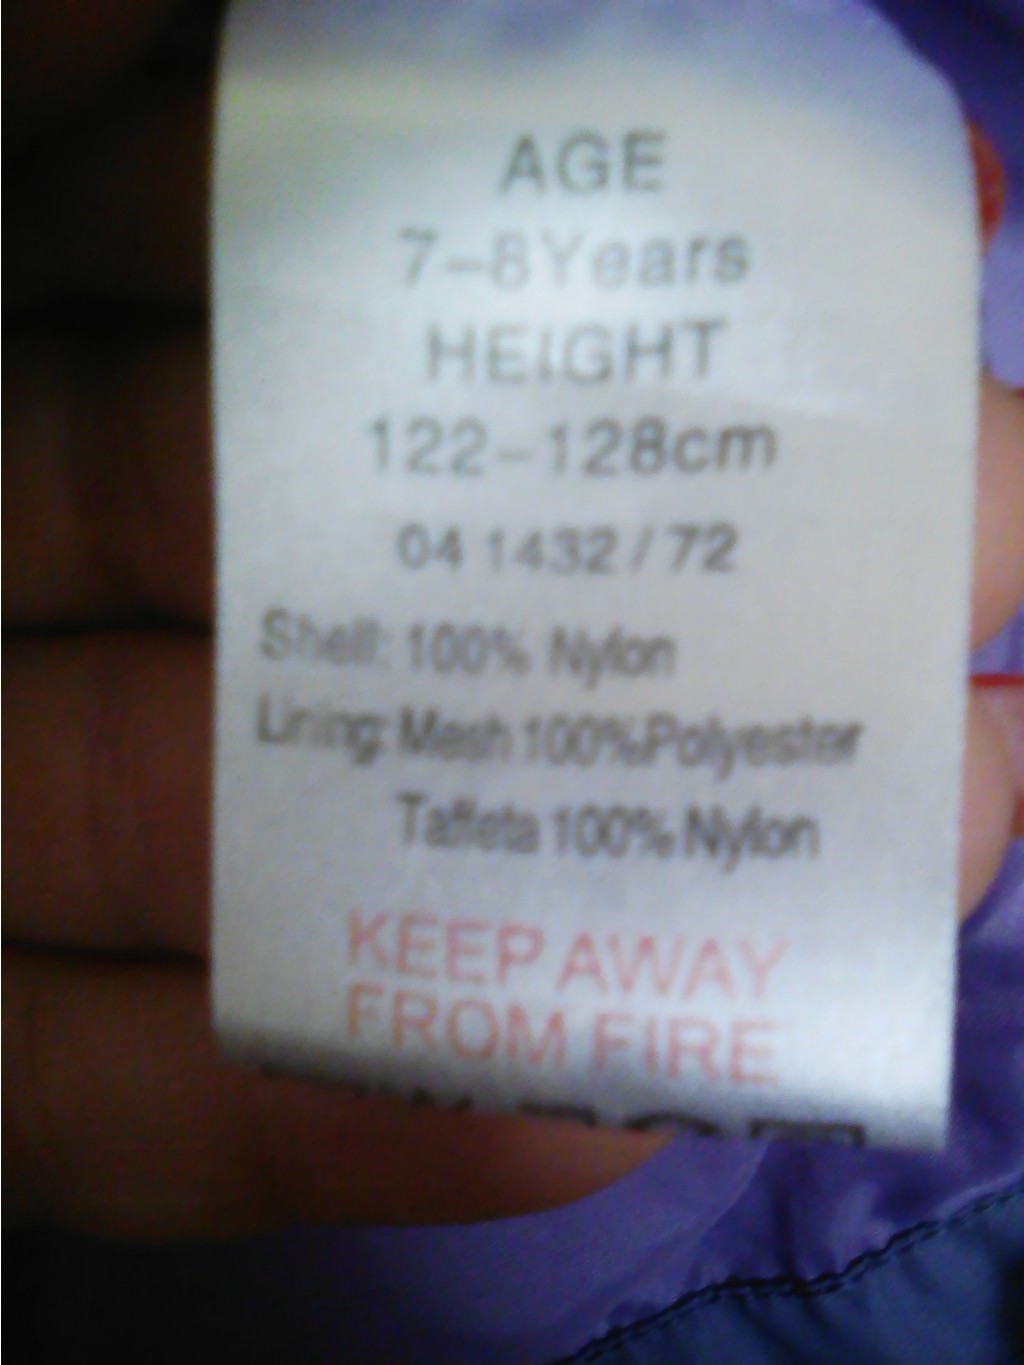 AGE
7-8Years
HEIGHT
122-128cm
04 1432 / 72
Shell: 100% Nylon
Lining: Mesh 100% Polyester
Taffeta 100% Nylon
KEEP AWAY
FROM FIRE